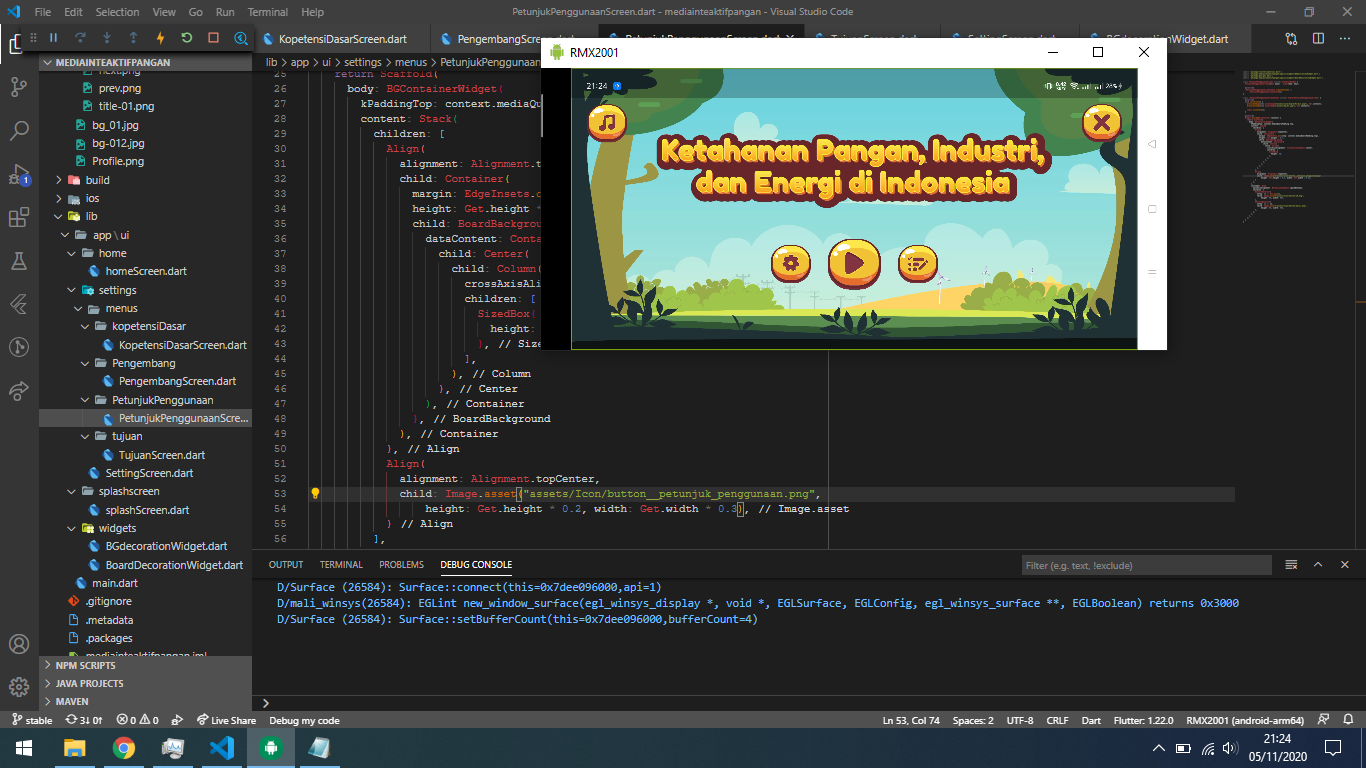 File Edit Selection View Go Run Terminal Help
PetunjukPenggunaanScreen.dart - mediainteaktifpangan - Visual Studio Code
KopetensiDasarScreen.dart
RMX2001
MEDIAINTEAKTIFPANGAN
lib > app > ui > settings > menus >
next.png
prev.png
title-01.png
bg_01.jpg
bg-012.jpg
Profile.png
build
ios
lib
app \ ui
home
homeScreen.dart
settings
menus
kopetensiDasar
KopetensiDasarScreen.dart
Pengembang
PengembangScreen.dart
PetunjukPenggunaan
PetunjukPenggunaanScre...
tujuan
TujuanScreen.dart
SettingScreen.dart
splashscreen
splashScreen.dart
widgets
BGdecorationWidget.dart
BoardDecorationWidget.dart
main.dart
.gitignore
.metadata
.packages
mediainteaktifpangan.iml
NPM SCRIPTS
JAVA PROJECTS
MAVEN
25 return Scaffold(
26 body: BGContainerWidget(
27 kPaddingTop: context.mediaQu
28 content: Stack(
29 children: [
30 Align(
31 alignment: Alignment.t
32 child: Container(
33 margin: EdgeInsets.o
34 height: Get.height *
35 child: BoardBackgroun
36 dataContent: Conta
37 child: Center(
38 child: Column(
39 crossAxisAli
40 children: [
41 SizedBox(
42 height:
43 ), // Size
44 ],
45 ), // Column
46 ), // Center
47 ), // Container
48 ), // BoardBackground
49 ), // Container
50 ), // Align
51 Align(
52 alignment: Alignment.topCenter,
53 child: Image.asset("assets/Icon/button__petunjuk_penggunaan.png",
54 height: Get.height * 0.2, width: Get.width * 0.3), // Image.asset
55 ) // Align
56 ],
21:24
Ketahanan Pangan, Industri,
dan Energi di Indonesia
OUTPUT TERMINAL PROBLEMS DEBUG CONSOLE
Filter (e.g. text, !exclude)
D/Surface (26584): Surface::connect(this=0x7dee096000,api=1)
D/mali_winsys(26584): EGLint new_window_surface(egl_winsys_display *, void *, EGLSurface, EGLConfig, egl_winsys_surface **, EGLBoolean) returns 0x3000
D/Surface (26584): Surface::setBufferCount(this=0x7dee096000,bufferCount=4)
stable 3↓ 0↑ 0 0 Live Share Debug my code
Ln 53, Col 74 Spaces: 2 UTF-8 CRLF Dart Flutter: 1.22.0 RMX2001 (android-arm64)
21:24
05/11/2020